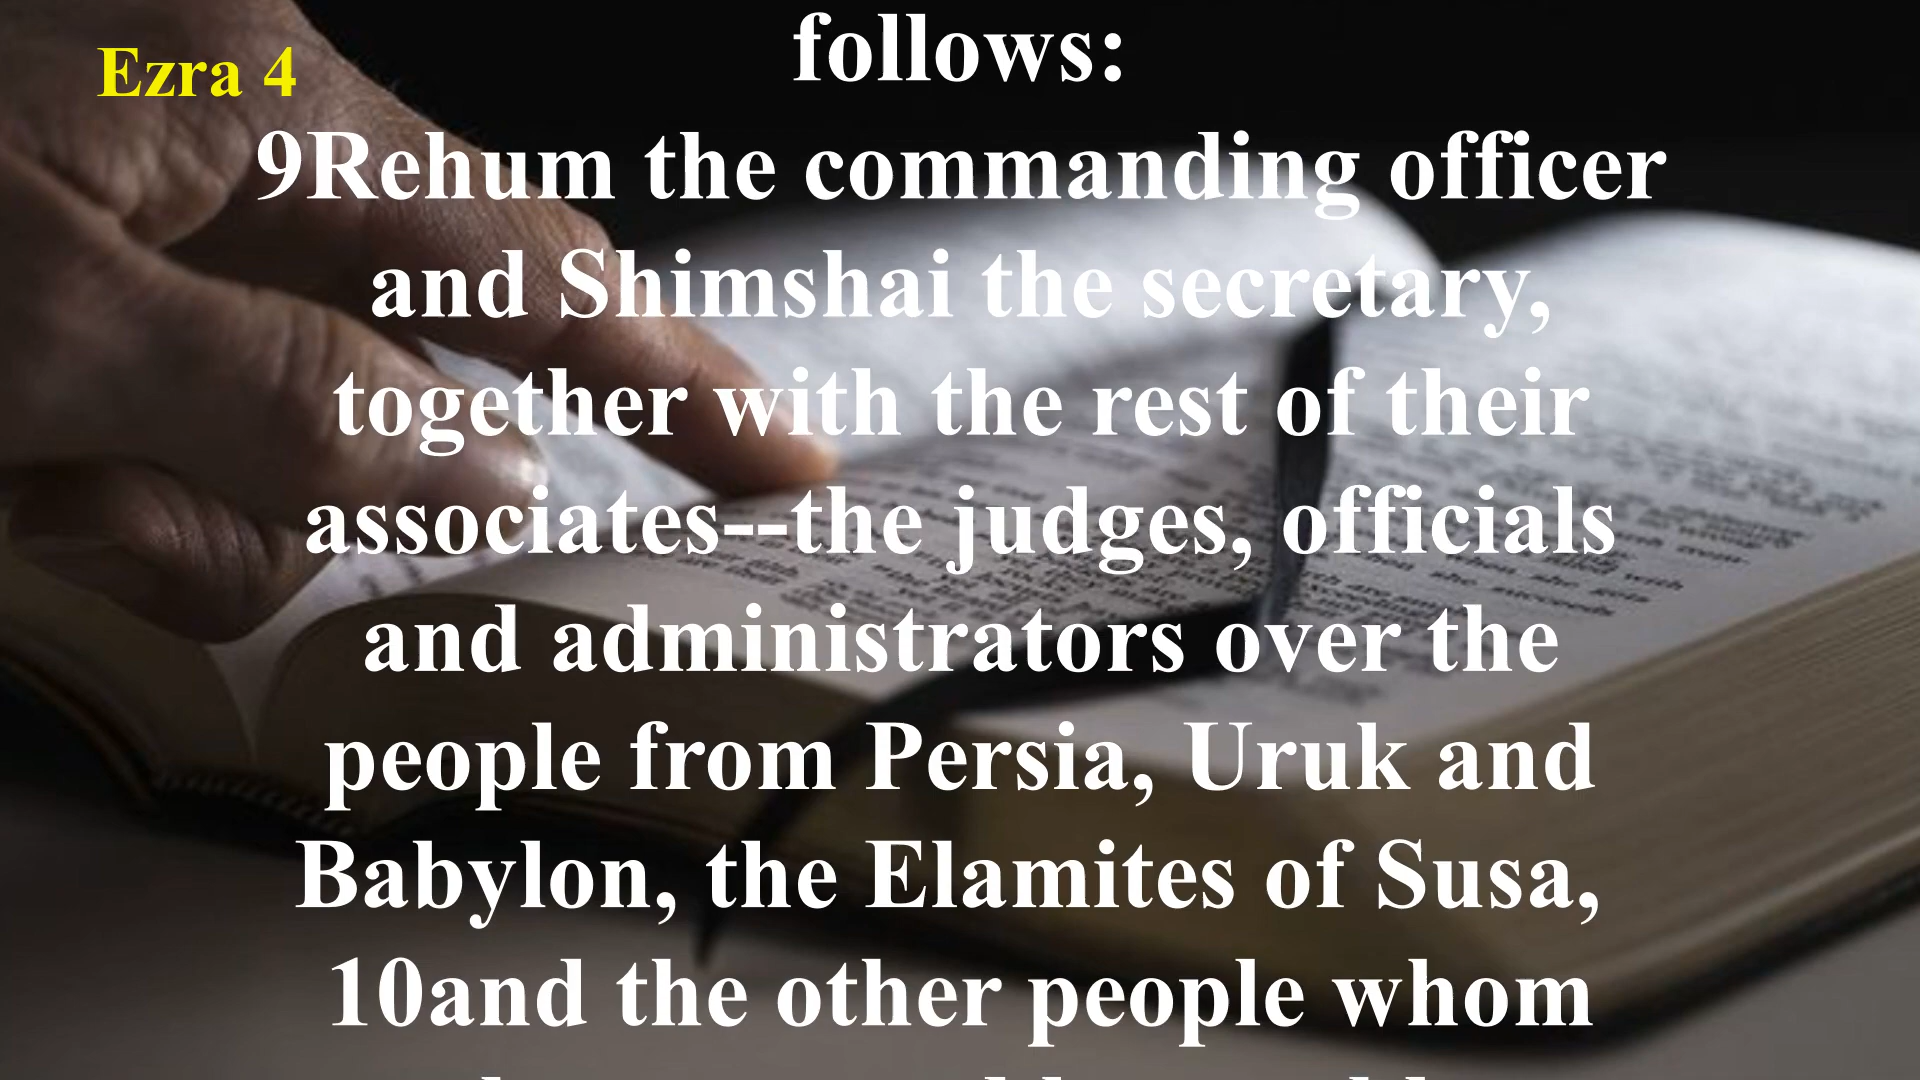 follows:
Ezra 4
9Rehum the commanding officer
and Shimshai the secretary,
together with the rest of their
associates--the judges, officials
and administrators over the
people from Persia, Uruk and
Babylon, the Elamites of Susa,
10and the other people whom